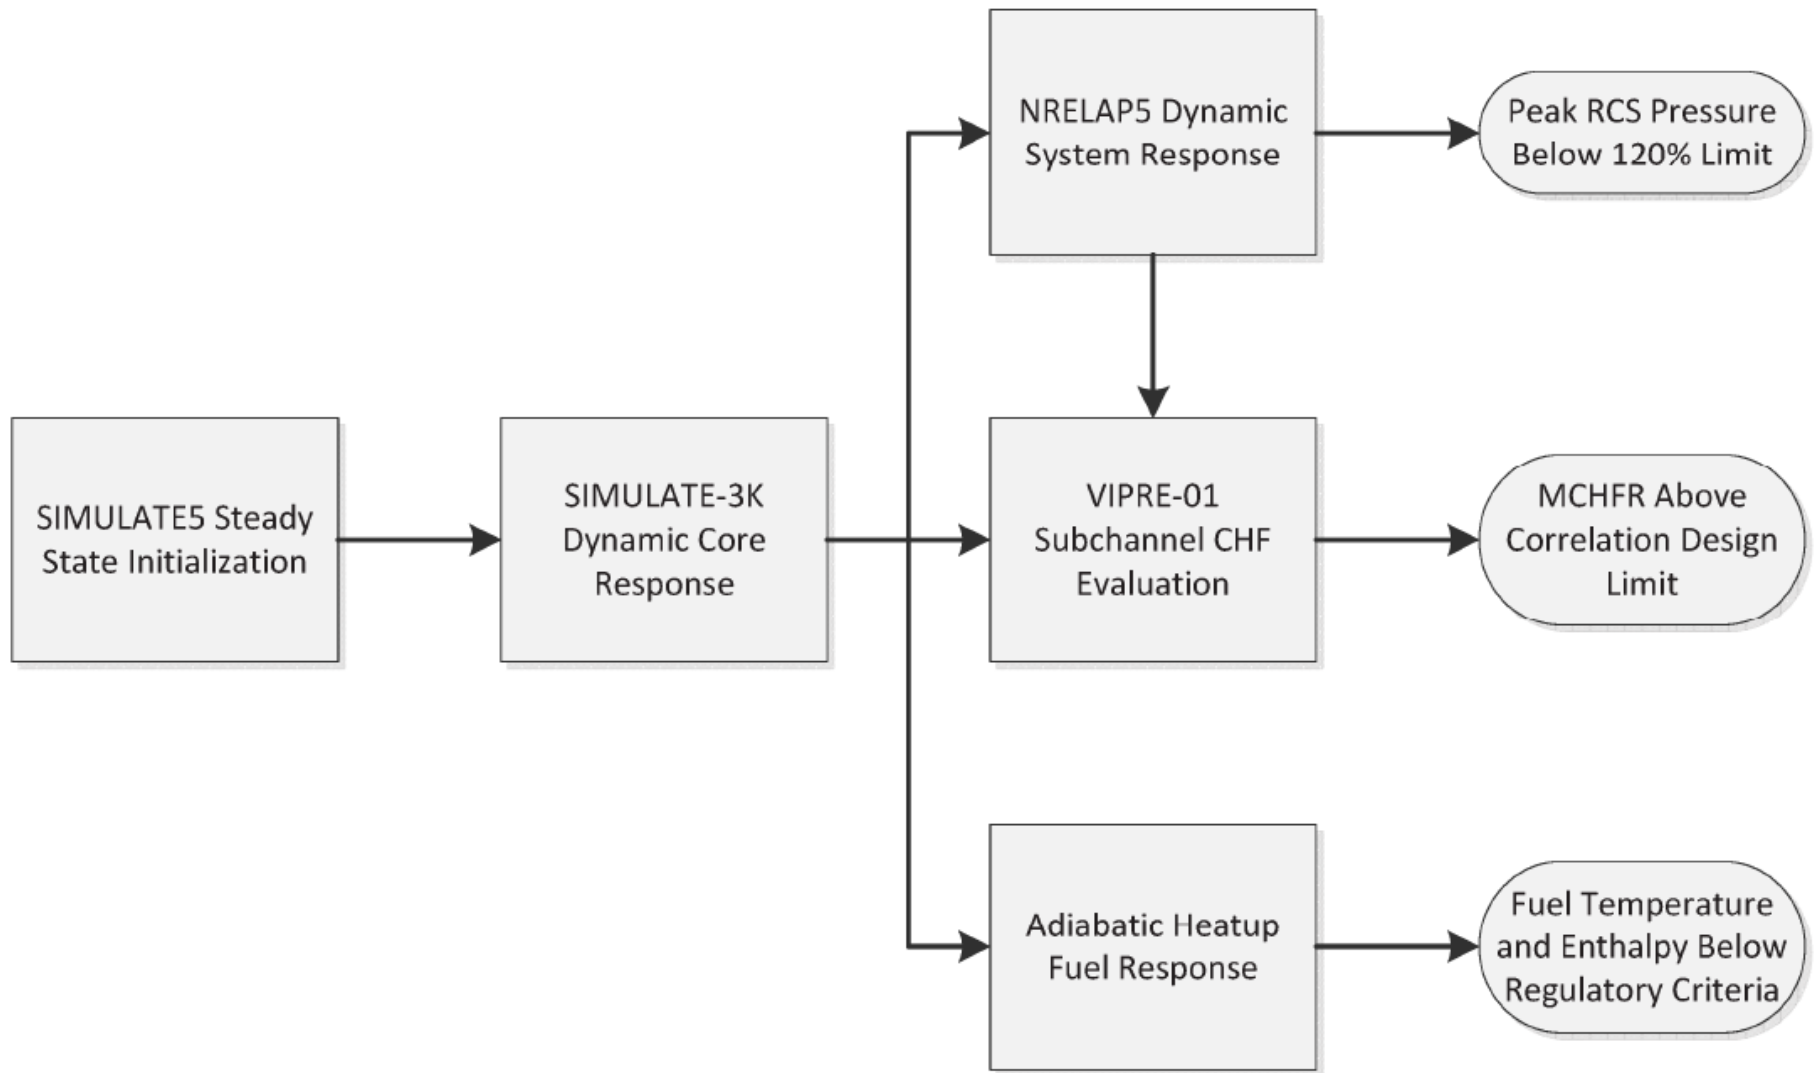 NRELAP5 Dynamic
System Response
Peak RCS Pressure
Below 120% Limit
SIMULATE5 Steady
State Initialization
SIMULATE-3K
Dynamic Core
Response
VIPRE-01
Subchannel CHF
Evaluation
MCHFR Above
Correlation Design
Limit
Adiabatic Heatup
Fuel Response
Fuel Temperature
and Enthalpy Below
Regulatory Criteria